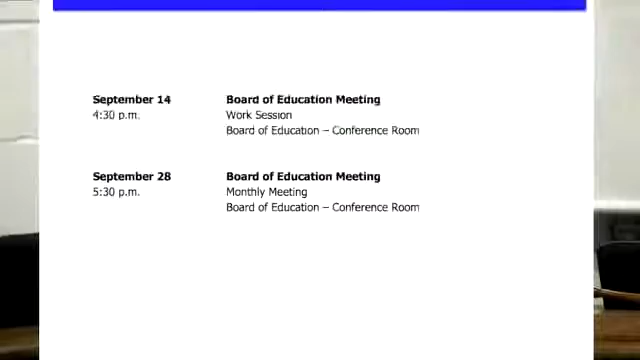 September 14
Board of Education Meeting
4:30 p.m.
Work Session
Board of Education – Conference Room
September 28
Board of Education Meeting
5:30 p.m.
Monthly Meeting
Board of Education – Conference Room